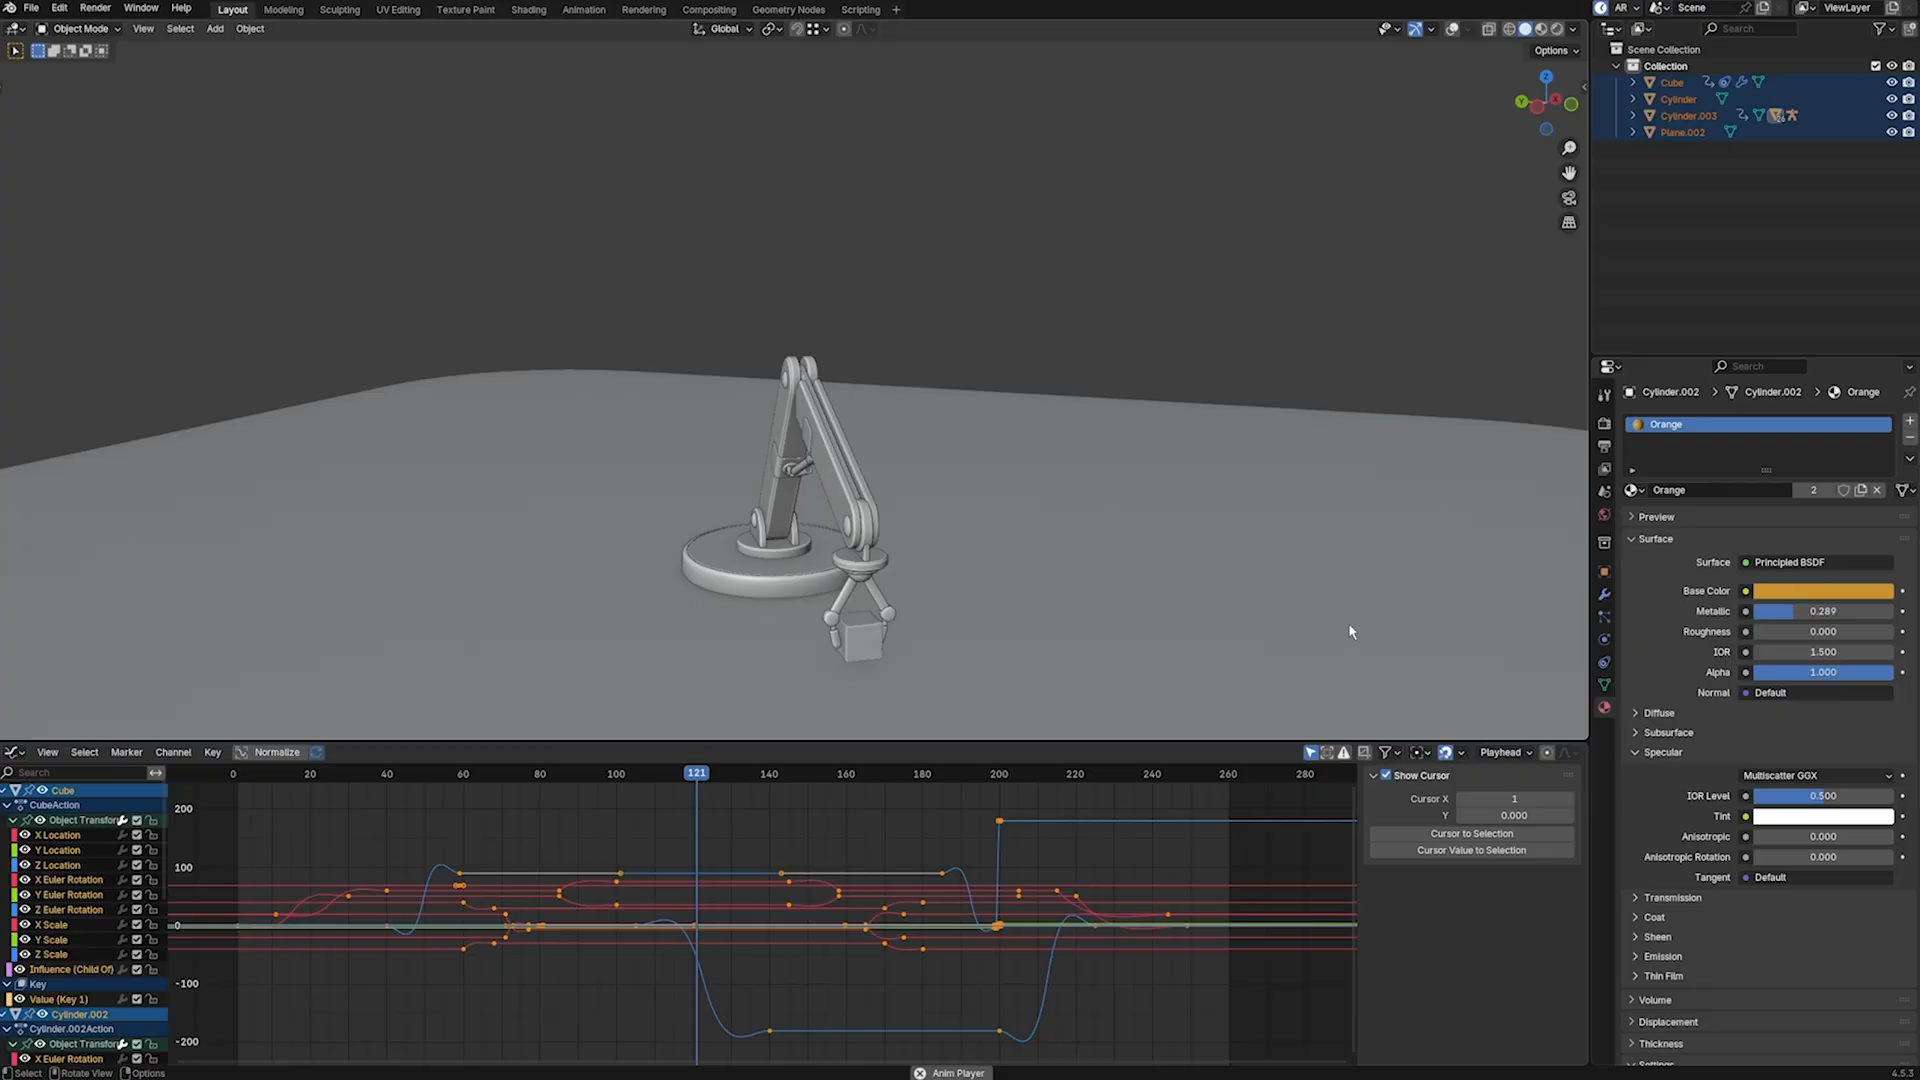 File Edit Render Window Help Layout Modeling Sculpting UV Editing Texture Paint Shading Animation Rendering Compositing Geometry Nodes Scripting +
AR Scene ViewLayer
Object Mode View Select Add Object
Global
Search
Options
Scene Collection
Collection
Cube
Cylinder
Cylinder.003
Plane.002
Z
Y
X
Search
Cylinder.002 > Cylinder.002 > Orange
Orange
Orange 2
Preview
Surface
Surface Principled BSDF
Base Color
Metallic 0.289
Roughness 0.000
IOR 1.500
Alpha 1.000
Normal Default
Diffuse
Subsurface
Specular
Multiscatter GGX
IOR Level 0.500
Tint
Anisotropic 0.000
Anisotropic Rotation 0.000
Tangent Default
Transmission
Coat
Sheen
Emission
Thin Film
Volume
Displacement
Thickness
Settings
View Select Marker Channel Key Normalize Playhead
Search
0 20 40 60 80 100 121 140 160 180 200 220 240 260 280
200
100
0
-100
-200
Cube
CubeAction
Object Transfor
X Location
Y Location
Z Location
X Euler Rotation
Y Euler Rotation
Z Euler Rotation
X Scale
Y Scale
Z Scale
Influence (Child Of)
Key
Value (Key 1)
Cylinder.002
Cylinder.002Action
Object Transfor
X Euler Rotation
Show Cursor
Cursor X 1
Y 0.000
Cursor to Selection
Cursor Value to Selection
Select Rotate View Options Anim Player 4.5.3